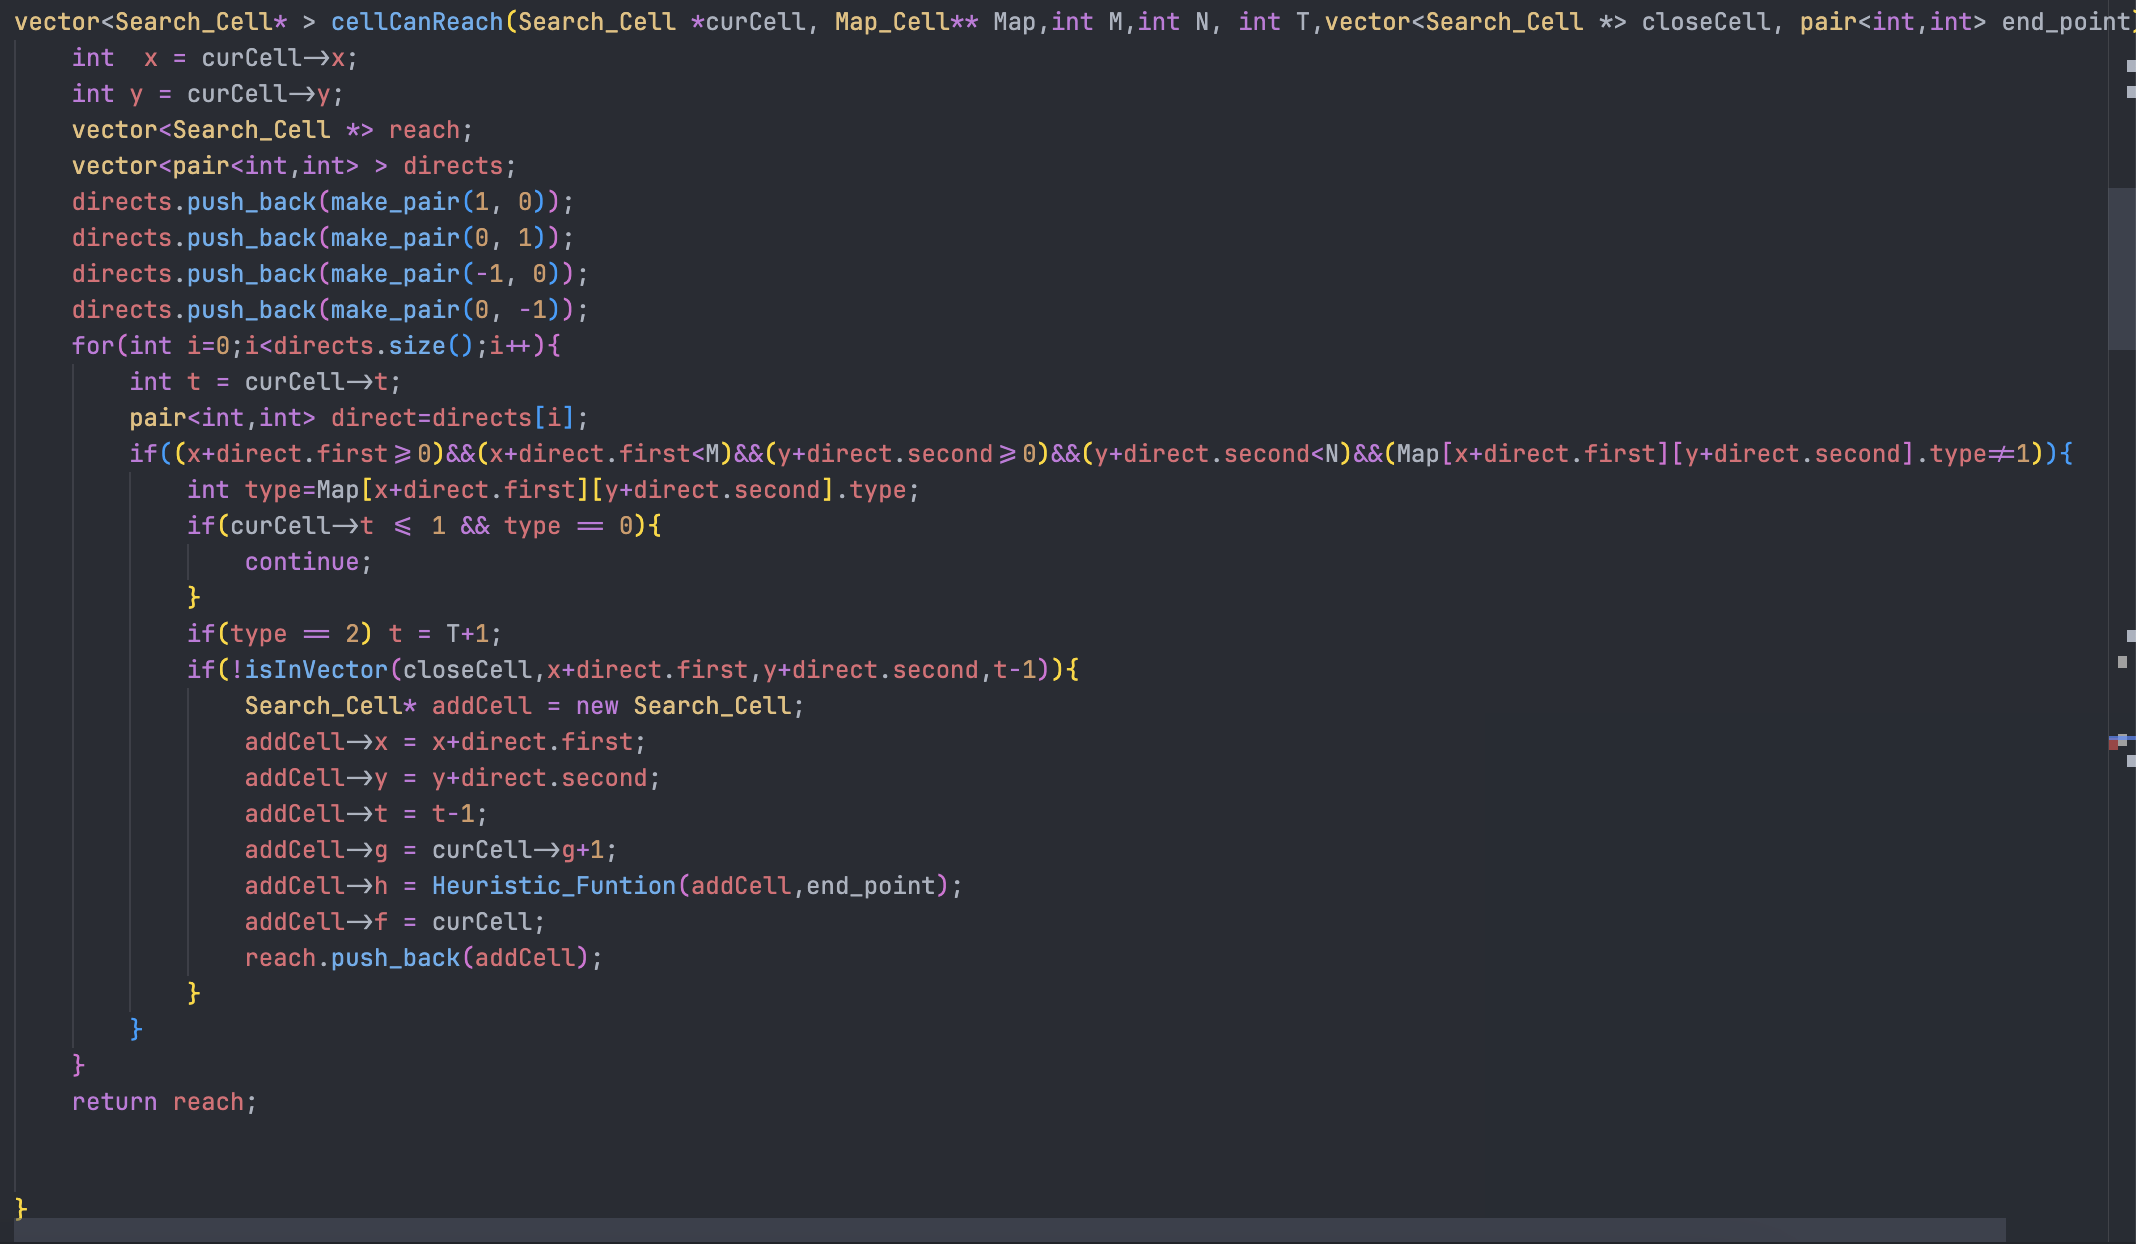 vector<Search_Cell* > cellCanReach(Search_Cell *curCell, Map_Cell** Map,int M,int N, int T,vector<Search_Cell *> closeCell, pair<int,int> end_point)
    int  x = curCell->x;
    int y = curCell->y;
    vector<Search_Cell *> reach;
    vector<pair<int,int> > directs;
    directs.push_back(make_pair(1, 0));
    directs.push_back(make_pair(0, 1));
    directs.push_back(make_pair(-1, 0));
    directs.push_back(make_pair(0, -1));
    for(int i=0;i<directs.size();i++){
        int t = curCell->t;
        pair<int,int> direct=directs[i];
        if((x+direct.first>=0)&&(x+direct.first<M)&&(y+direct.second>=0)&&(y+direct.second<N)&&(Map[x+direct.first][y+direct.second].type!=1)){
            int type=Map[x+direct.first][y+direct.second].type;
            if(curCell->t <= 1 && type == 0){
                continue;
            }
            if(type == 2) t = T+1;
            if(!isInVector(closeCell,x+direct.first,y+direct.second,t-1)){
                Search_Cell* addCell = new Search_Cell;
                addCell->x = x+direct.first;
                addCell->y = y+direct.second;
                addCell->t = t-1;
                addCell->g = curCell->g+1;
                addCell->h = Heuristic_Funtion(addCell,end_point);
                addCell->f = curCell;
                reach.push_back(addCell);
            }
        }
    }
    return reach;
}